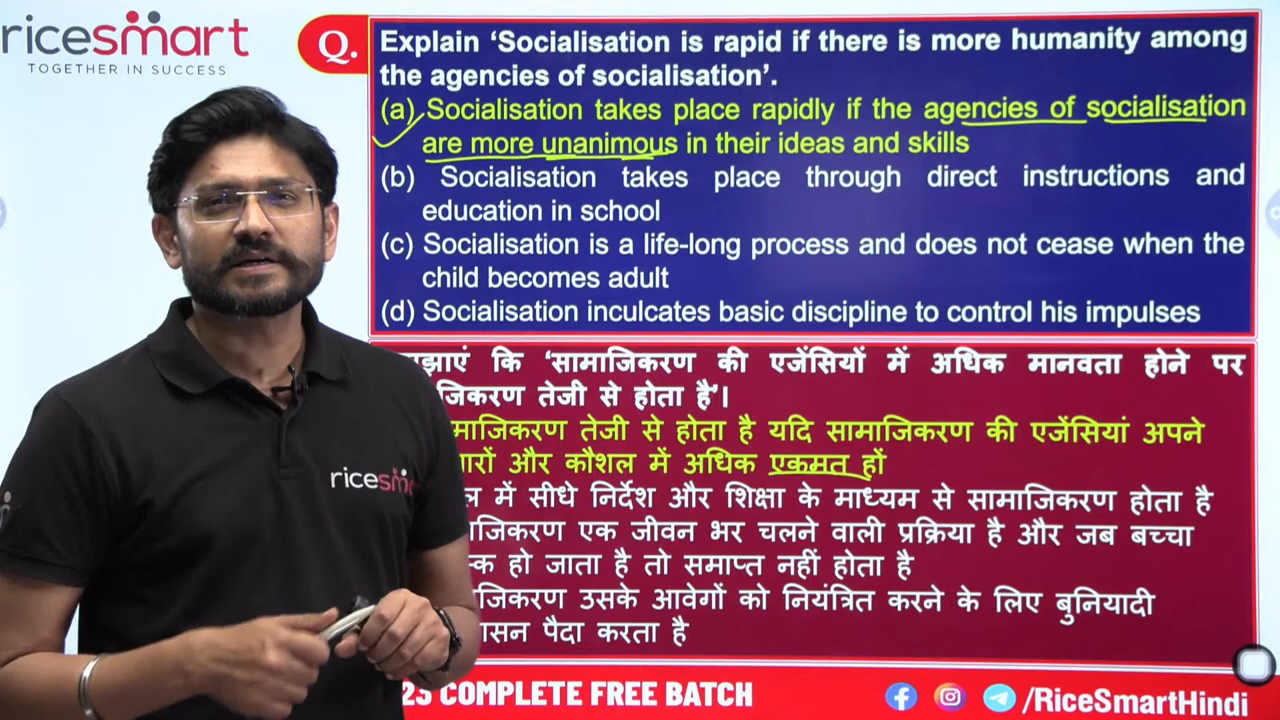 ricesmart
TOGETHER IN SUCCESS
Q.
Explain ‘Socialisation is rapid if there is more humanity among
the agencies of socialisation’.
(a) Socialisation takes place rapidly if the agencies of socialisation
are more unanimous in their ideas and skills
(b) Socialisation takes place through direct instructions and
education in school
(c) Socialisation is a life-long process and does not cease when the
child becomes adult
(d) Socialisation inculcates basic discipline to control his impulses
कि ‘सामाजिकरण की एजेंसियों में अधिक मानवता होने पर
तेजी से होता है’।
तेजी से होता है यदि सामाजिकरण की एजेंसियां अपने
और कौशल में अधिक एकमत हों
में सीधे निर्देश और शिक्षा के माध्यम से सामाजिकरण होता है
एक जीवन भर चलने वाली प्रक्रिया है और जब बच्चा
हो जाता है तो समाप्त नहीं होता है
उसके आवेगों को नियंत्रित करने के लिए बुनियादी
पैदा करता है
ricesm
COMPLETE FREE BATCH
/RiceSmartHindi